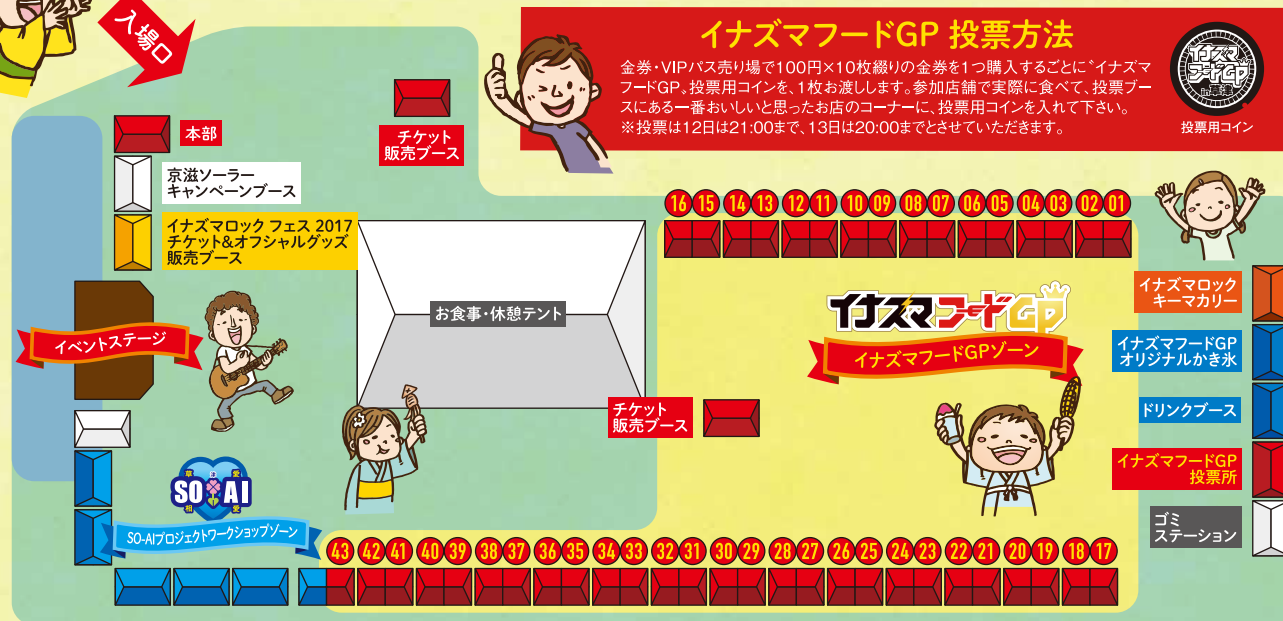 入場口
イナズマフードGP 投票方法
金券・VIPパス売り場で100円×10枚綴りの金券を1つ購入するごとに“イナズマ
フードGP„投票用コインを、1枚お渡しします。参加店舗で実際に食べて、投票ブー
スにある一番おいしいと思ったお店のコーナーに、投票用コインを入れて下さい。
※投票は12日は21:00まで、13日は20:00までとさせていただきます。
イナズマ
フードGP
in草津
投票用コイン
本部
チケット
販売ブース
京滋ソーラー
キャンペーンブース
イナズマロック フェス 2017
チケット&オフシャルグッズ
販売ブース
16 15 14 13 12 11 10 09 08 07 06 05 04 03 02 01
お食事・休憩テント
イベントステージ
イナズマフードGP
イナズマフードGPゾーン
イナズマロック
キーマカリー
イナズマフードGP
オリジナルかき氷
ドリンクブース
イナズマフードGP
投票所
ゴミ
ステーション
チケット
販売ブース
草津 愛
SO AI
相 愛
SO-AIプロジェクトワークショップゾーン
43 42 41 40 39 38 37 36 35 34 33 32 31 30 29 28 27 26 25 24 23 22 21 20 19 18 17